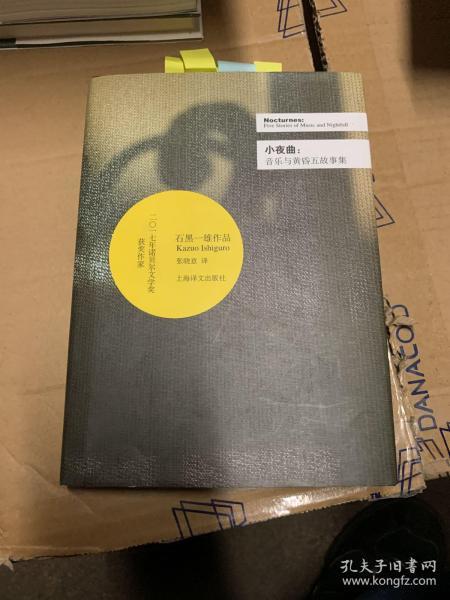 Nocturnes:
Five Stories of Music and Nightfall
小夜曲：
音乐与黄昏五故事集
二〇一七年诺贝尔文学奖
获奖作家
石黑一雄作品
Kazuo Ishiguro
张晓意 译
上海译文出版社
DANACOL
TM
孔夫子旧书网
www.kongfz.com